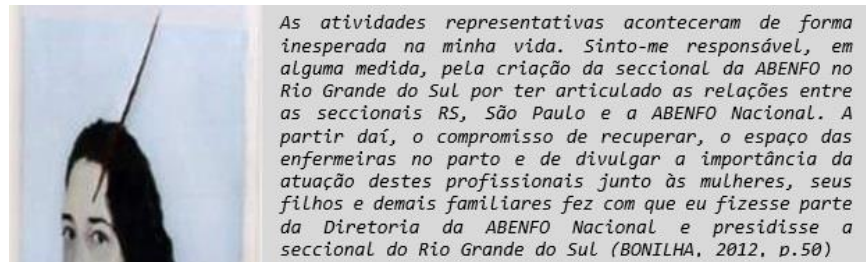 As atividades representativas aconteceram de forma
inesperada na minha vida. Sinto-me responsável, em
alguma medida, pela criação da seccional da ABENFO no
Rio Grande do Sul por ter articulado as relações entre
as seccionais RS, São Paulo e a ABENFO Nacional. A
partir daí, o compromisso de recuperar, o espaço das
enfermeiras no parto e de divulgar a importância da
atuação destes profissionais junto às mulheres, seus
filhos e demais familiares fez com que eu fizesse parte
da Diretoria da ABENFO Nacional e presidisse a
seccional do Rio Grande do Sul (BONILHA, 2012, p.50)